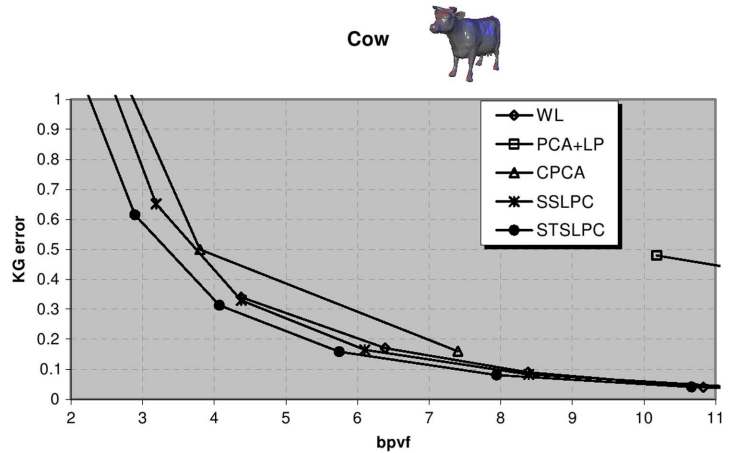 Cow
KG error
1
0.9
0.8
0.7
0.6
0.5
0.4
0.3
0.2
0.1
0
WL
PCA+LP
CPCA
SSLPC
STSLPC
2 3 4 5 6 7 8 9 10 11
bpvf